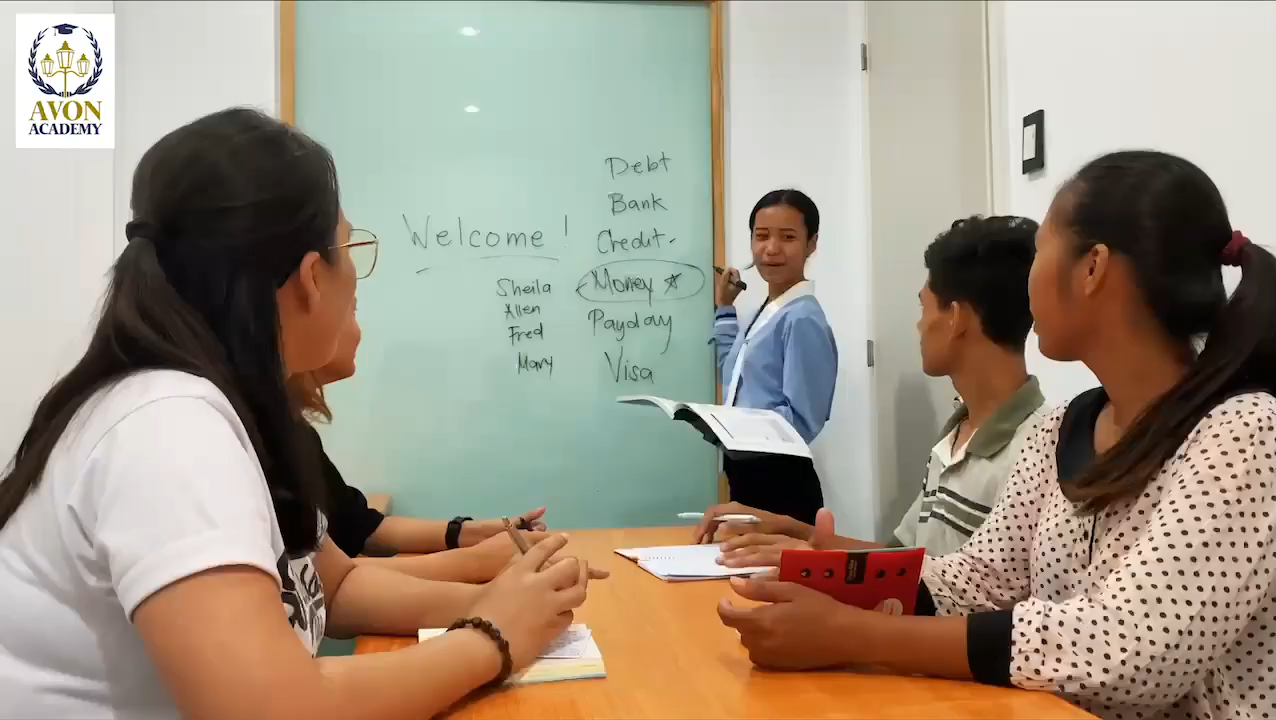 AVON
ACADEMY
Welcome!
Sheila
Allen
Fred
Mary
Debt
Bank
Credit
Money
Payday
Visa